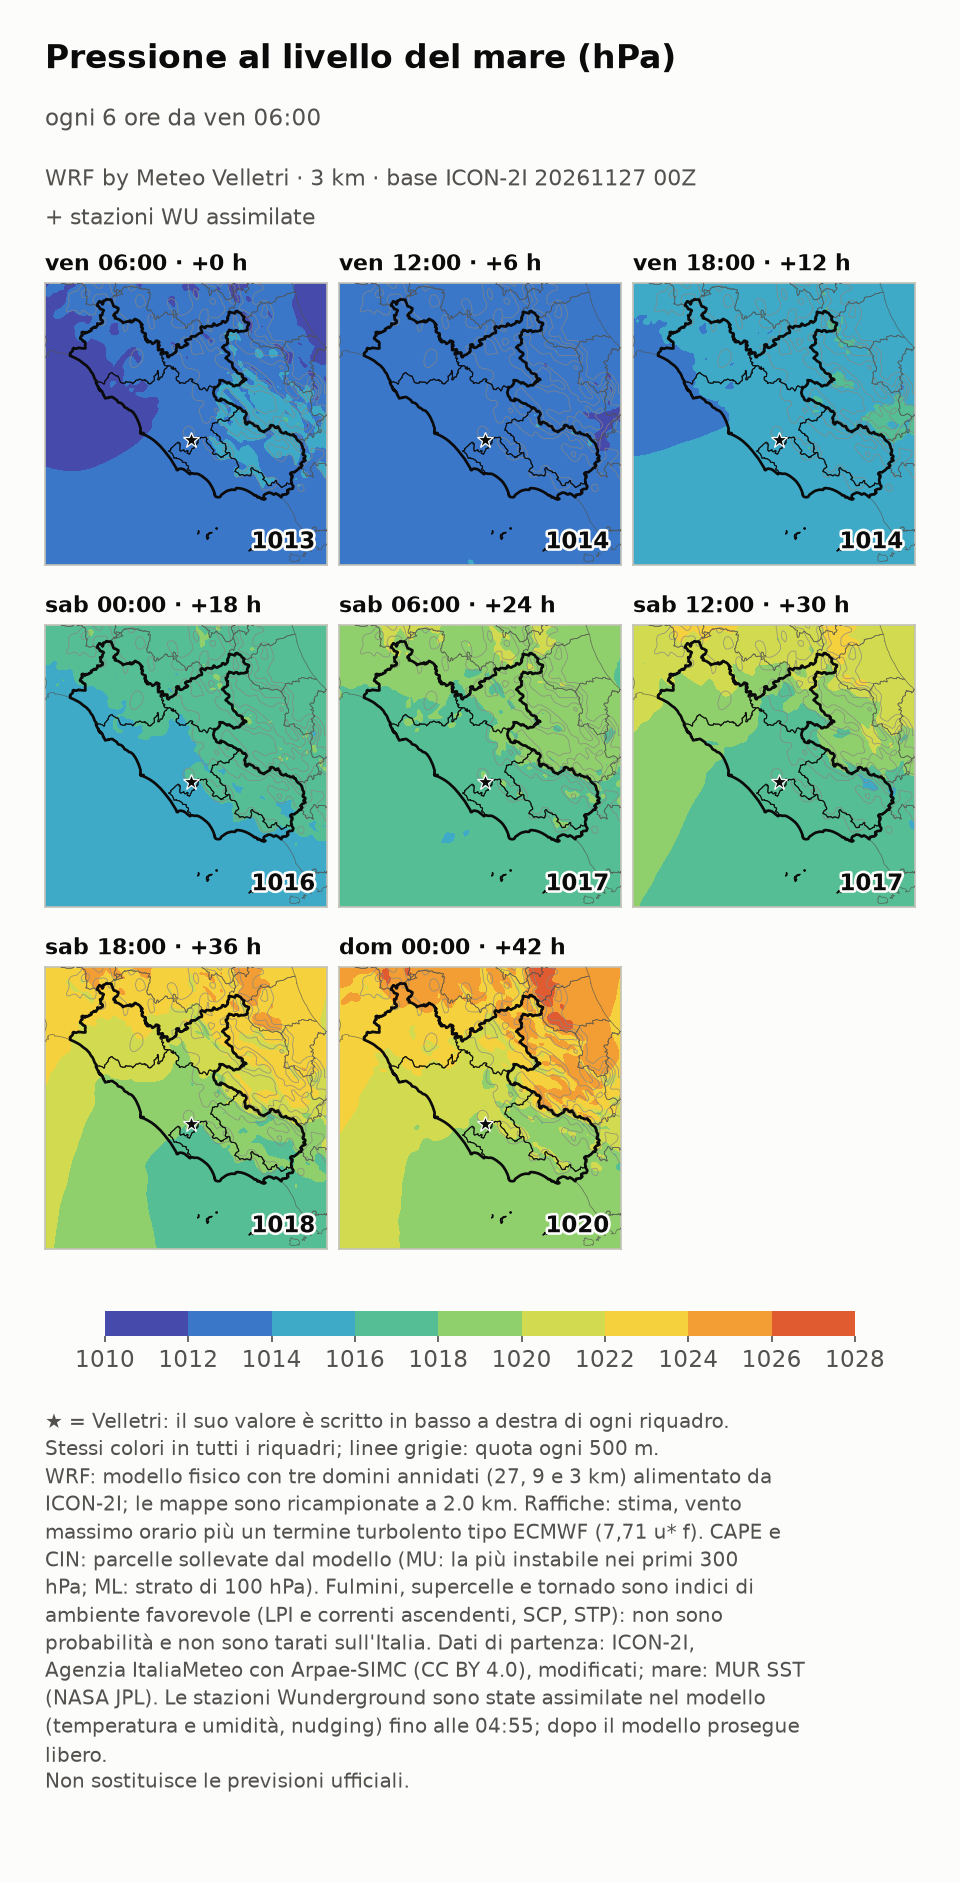 Pressione al livello del mare (hPa)
ogni 6 ore da ven 06:00
WRF by Meteo Velletri · 3 km · base ICON-2I 20261127 00Z
+ stazioni WU assimilate
ven 06:00 · +0 h
ven 12:00 · +6 h
ven 18:00 · +12 h
1013
1014
1014
sab 00:00 · +18 h
sab 06:00 · +24 h
sab 12:00 · +30 h
1016
1017
1017
sab 18:00 · +36 h
dom 00:00 · +42 h
1018
1020
1010 1012 1014 1016 1018 1020 1022 1024 1026 1028
★ = Velletri: il suo valore è scritto in basso a destra di ogni riquadro.
Stessi colori in tutti i riquadri; linee grigie: quota ogni 500 m.
WRF: modello fisico con tre domini annidati (27, 9 e 3 km) alimentato da
ICON-2I; le mappe sono ricampionate a 2.0 km. Raffiche: stima, vento
massimo orario più un termine turbolento tipo ECMWF (7,71 u* f). CAPE e
CIN: parcelle sollevate dal modello (MU: la più instabile nei primi 300
hPa; ML: strato di 100 hPa). Fulmini, supercelle e tornado sono indici di
ambiente favorevole (LPI e correnti ascendenti, SCP, STP): non sono
probabilità e non sono tarati sull'Italia. Dati di partenza: ICON-2I,
Agenzia ItaliaMeteo con Arpae-SIMC (CC BY 4.0), modificati; mare: MUR SST
(NASA JPL). Le stazioni Wunderground sono state assimilate nel modello
(temperatura e umidità, nudging) fino alle 04:55; dopo il modello prosegue
libero.
Non sostituisce le previsioni ufficiali.